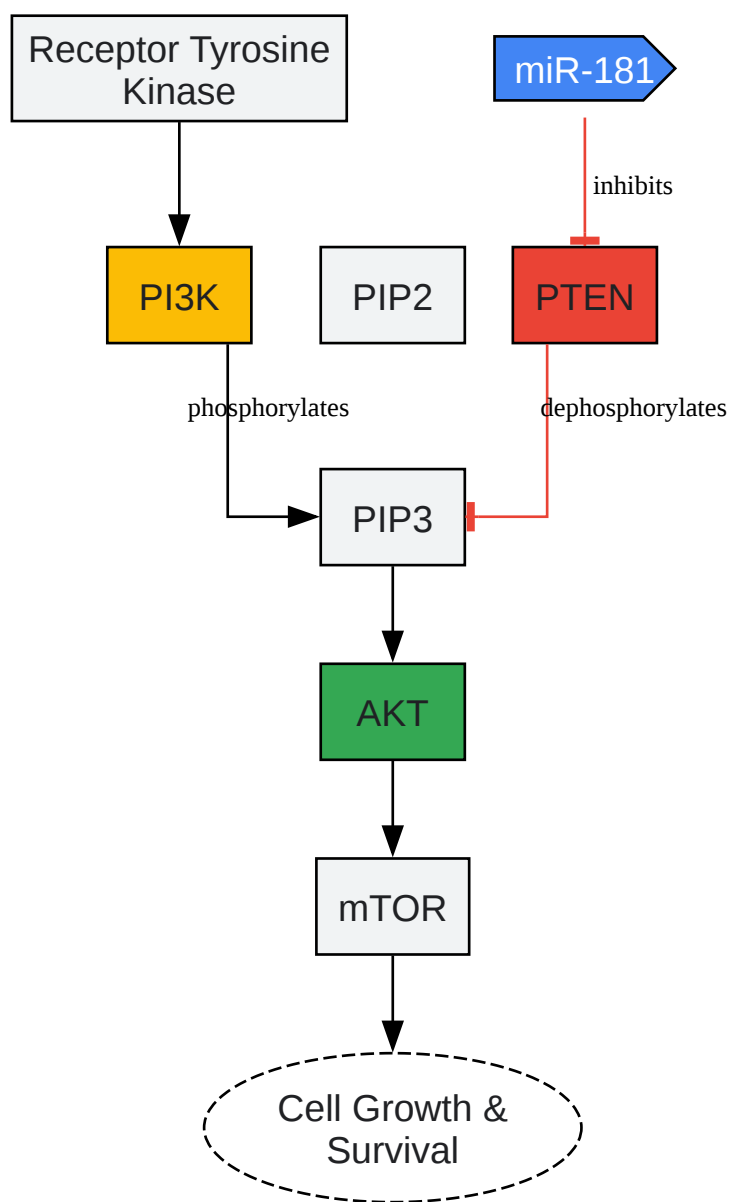 Receptor Tyrosine
Kinase
miR-181
inhibits
PI3K
PIP2
PTEN
phosphorylates
dephosphorylates
PIP3
AKT
mTOR
Cell Growth &
Survival